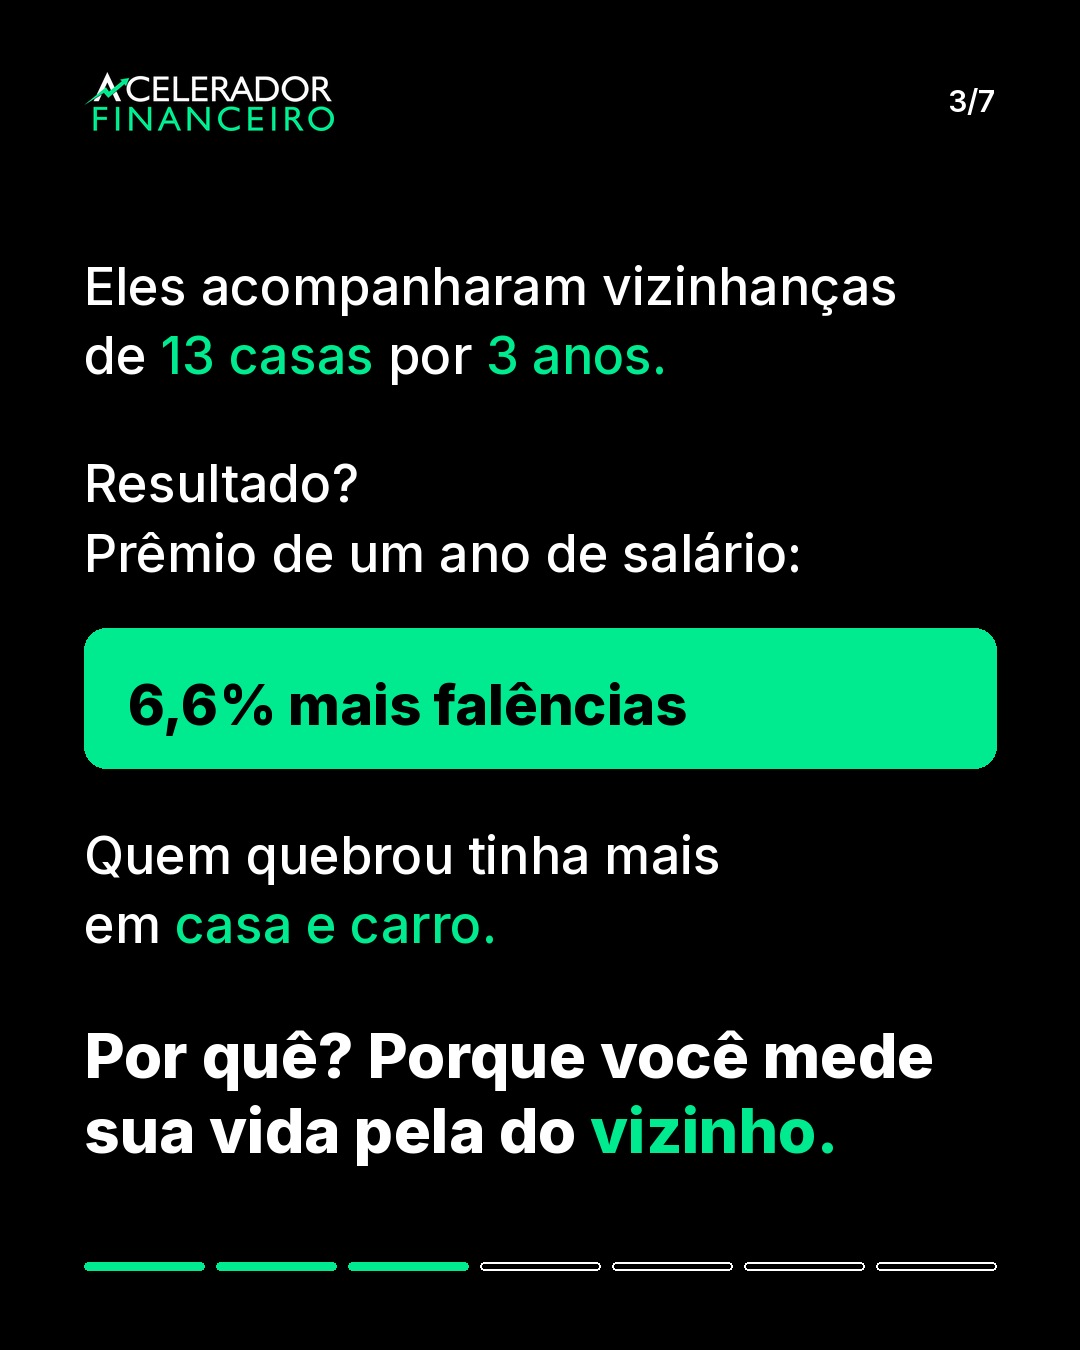 ACELERADOR
FINANCEIRO
3/7
Eles acompanharam vizinhanças
de 13 casas por 3 anos.
Resultado?
Prêmio de um ano de salário:
6,6% mais falências
Quem quebrou tinha mais
em casa e carro.
Por quê? Porque você mede
sua vida pela do vizinho.